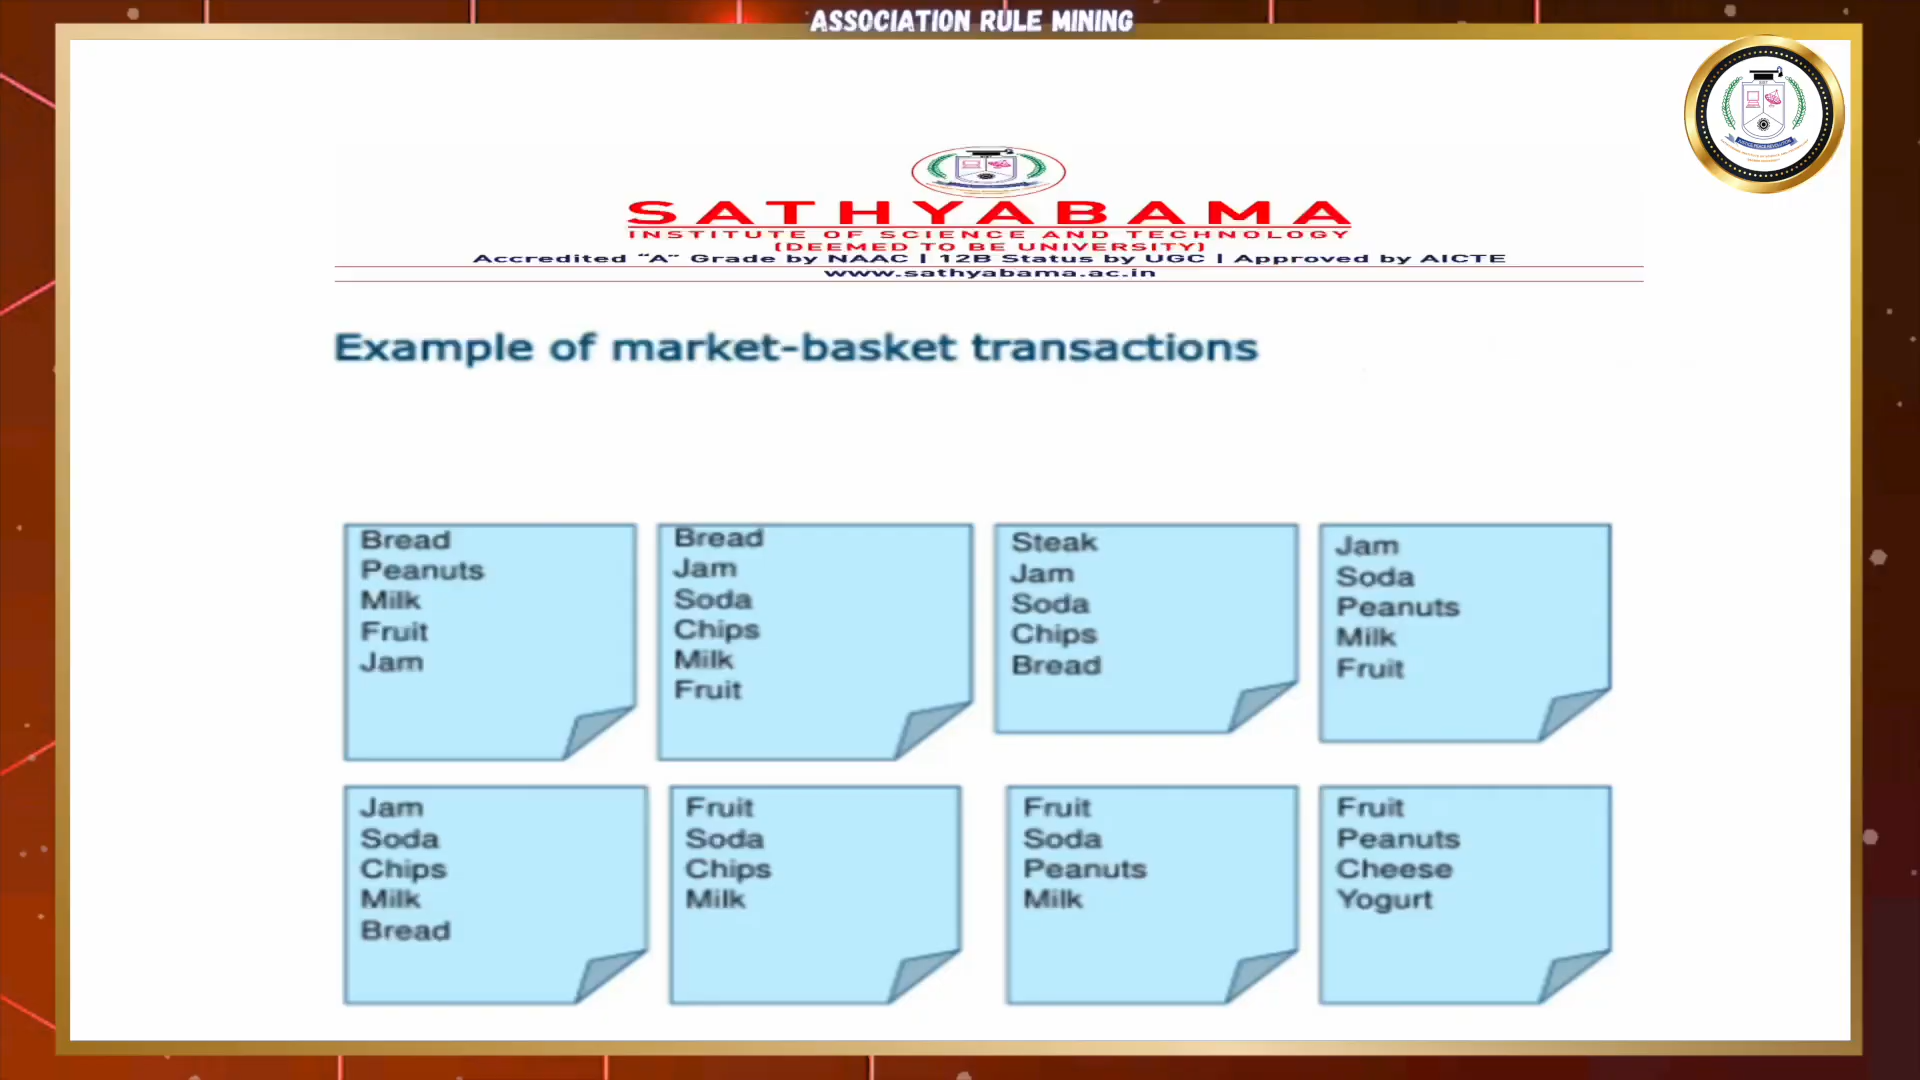 ASSOCIATION RULE MINING
SATHYABAMA
INSTITUTE OF SCIENCE AND TECHNOLOGY
(DEEMED TO BE UNIVERSITY)
Accredited “A” Grade by NAAC | 12B Status by UGC | Approved by AICTE
www.sathyabama.ac.in
Example of market-basket transactions
Bread
Peanuts
Milk
Fruit
Jam
Bread
Jam
Soda
Chips
Milk
Fruit
Steak
Jam
Soda
Chips
Bread
Jam
Soda
Peanuts
Milk
Fruit
Jam
Soda
Chips
Milk
Bread
Fruit
Soda
Chips
Milk
Fruit
Soda
Peanuts
Milk
Fruit
Peanuts
Cheese
Yogurt